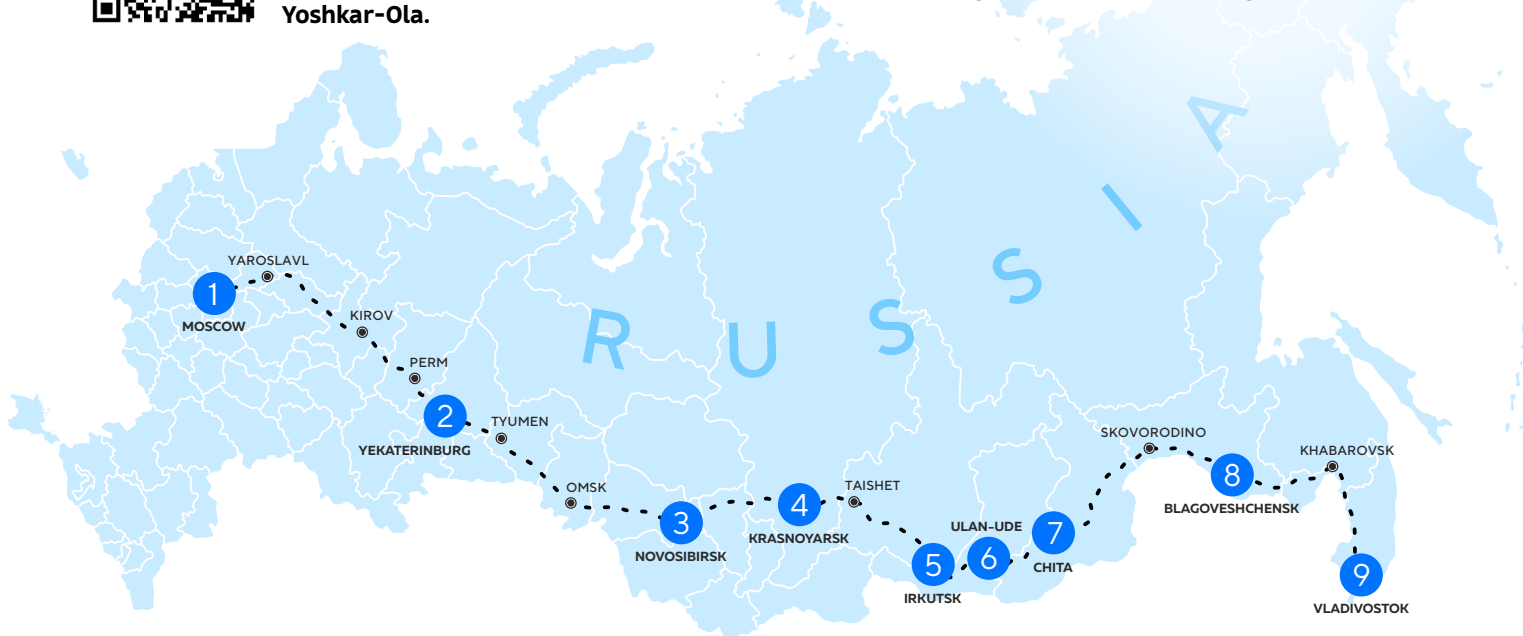 Yoshkar-Ola.
RUSSIA
YAROSLAVL
1
MOSCOW
KIROV
PERM
2
YEKATERINBURG
TYUMEN
OMSK
3
NOVOSIBIRSK
4
KRASNOYARSK
TAISHET
5
IRKUTSK
ULAN-UDE
6
7
CHITA
SKOVORODINO
8
BLAGOVESHCHENSK
KHABAROVSK
9
VLADIVOSTOK